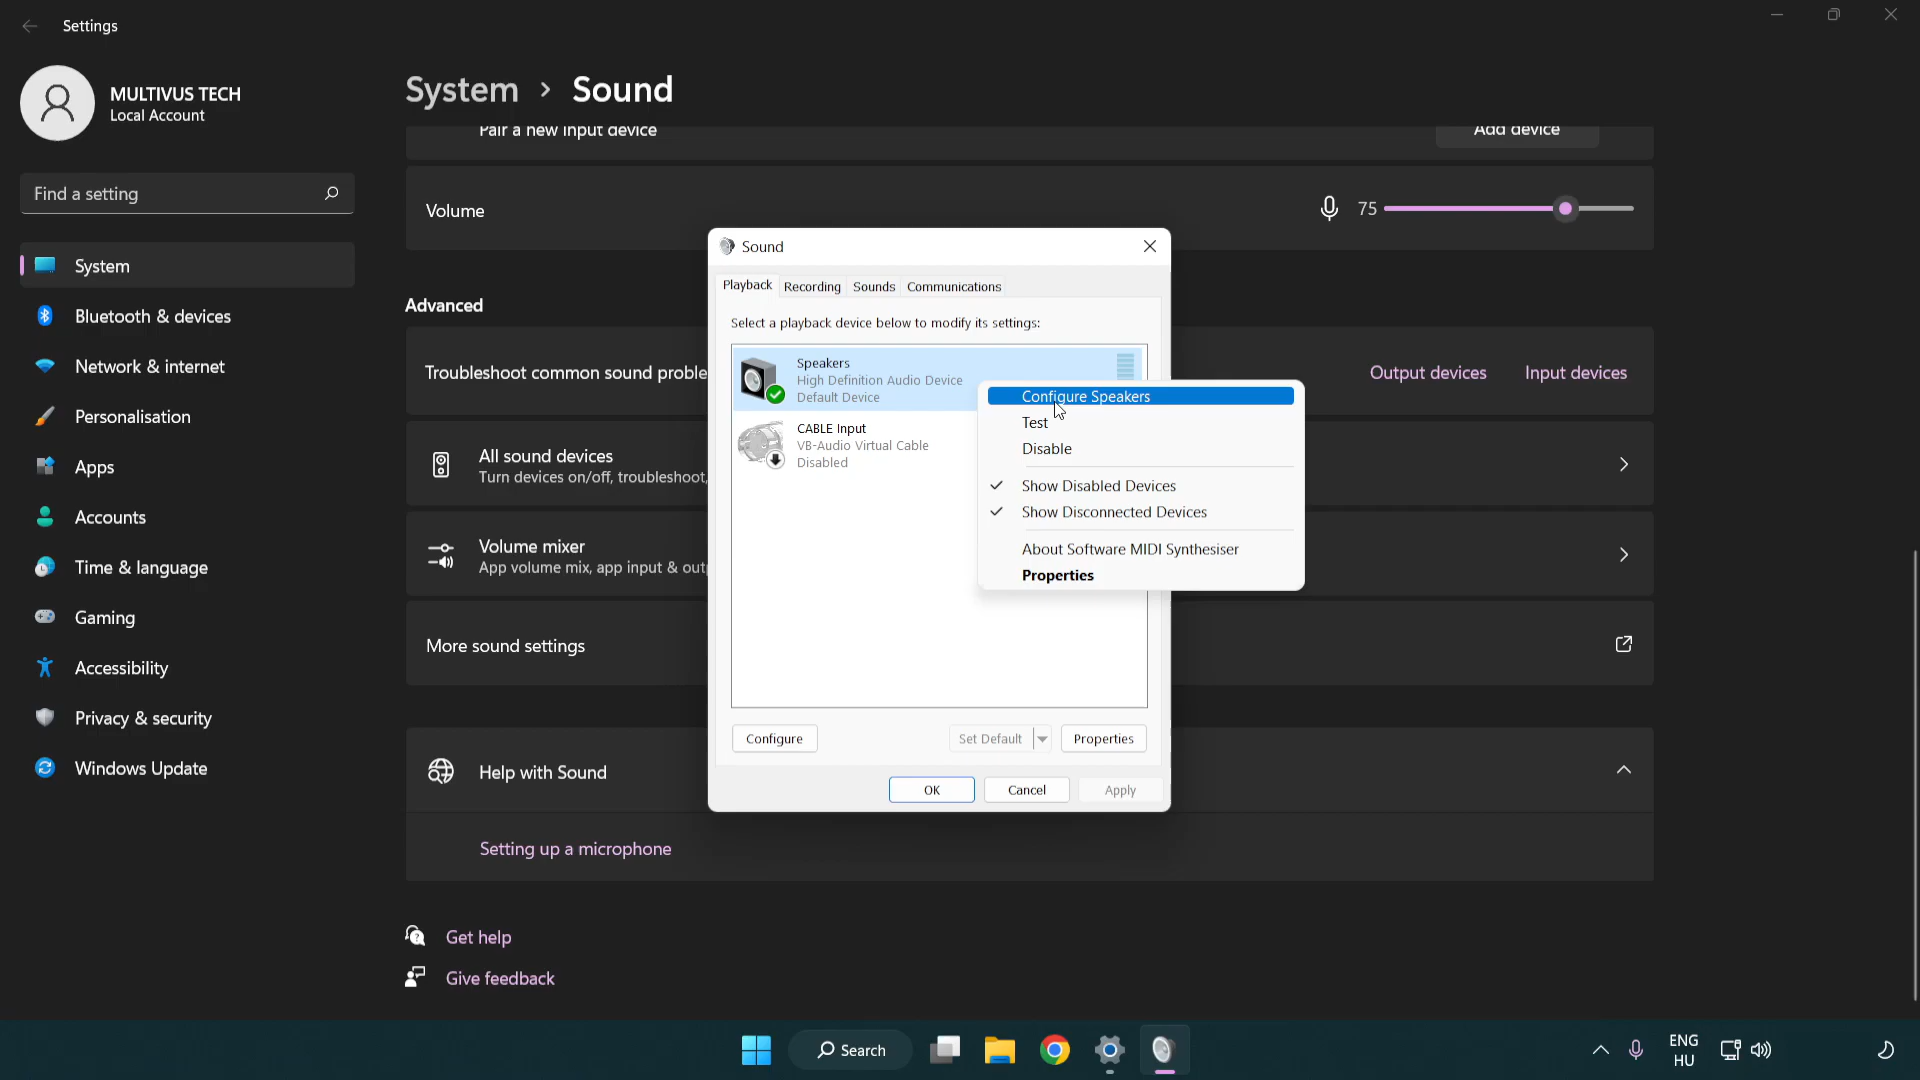 Settings
MULTIVUS TECH
Local Account
Find a setting
System
Bluetooth & devices
Network & internet
Personalisation
Apps
Accounts
Time & language
Gaming
Accessibility
Privacy & security
Windows Update
System › Sound
Pair a new input device
Add device
Volume
75
Advanced
Troubleshoot common sound proble
Output devices
Input devices
All sound devices
Turn devices on/off, troubleshoot,
Volume mixer
App volume mix, app input & outp
More sound settings
Help with Sound
Setting up a microphone
Get help
Give feedback
Sound
Playback
Recording
Sounds
Communications
Select a playback device below to modify its settings:
Speakers
High Definition Audio Device
Default Device
CABLE Input
VB-Audio Virtual Cable
Disabled
Configure Speakers
Test
Disable
Show Disabled Devices
Show Disconnected Devices
About Software MIDI Synthesiser
Properties
Configure
Set Default
Properties
OK
Cancel
Apply
Search
ENG
HU